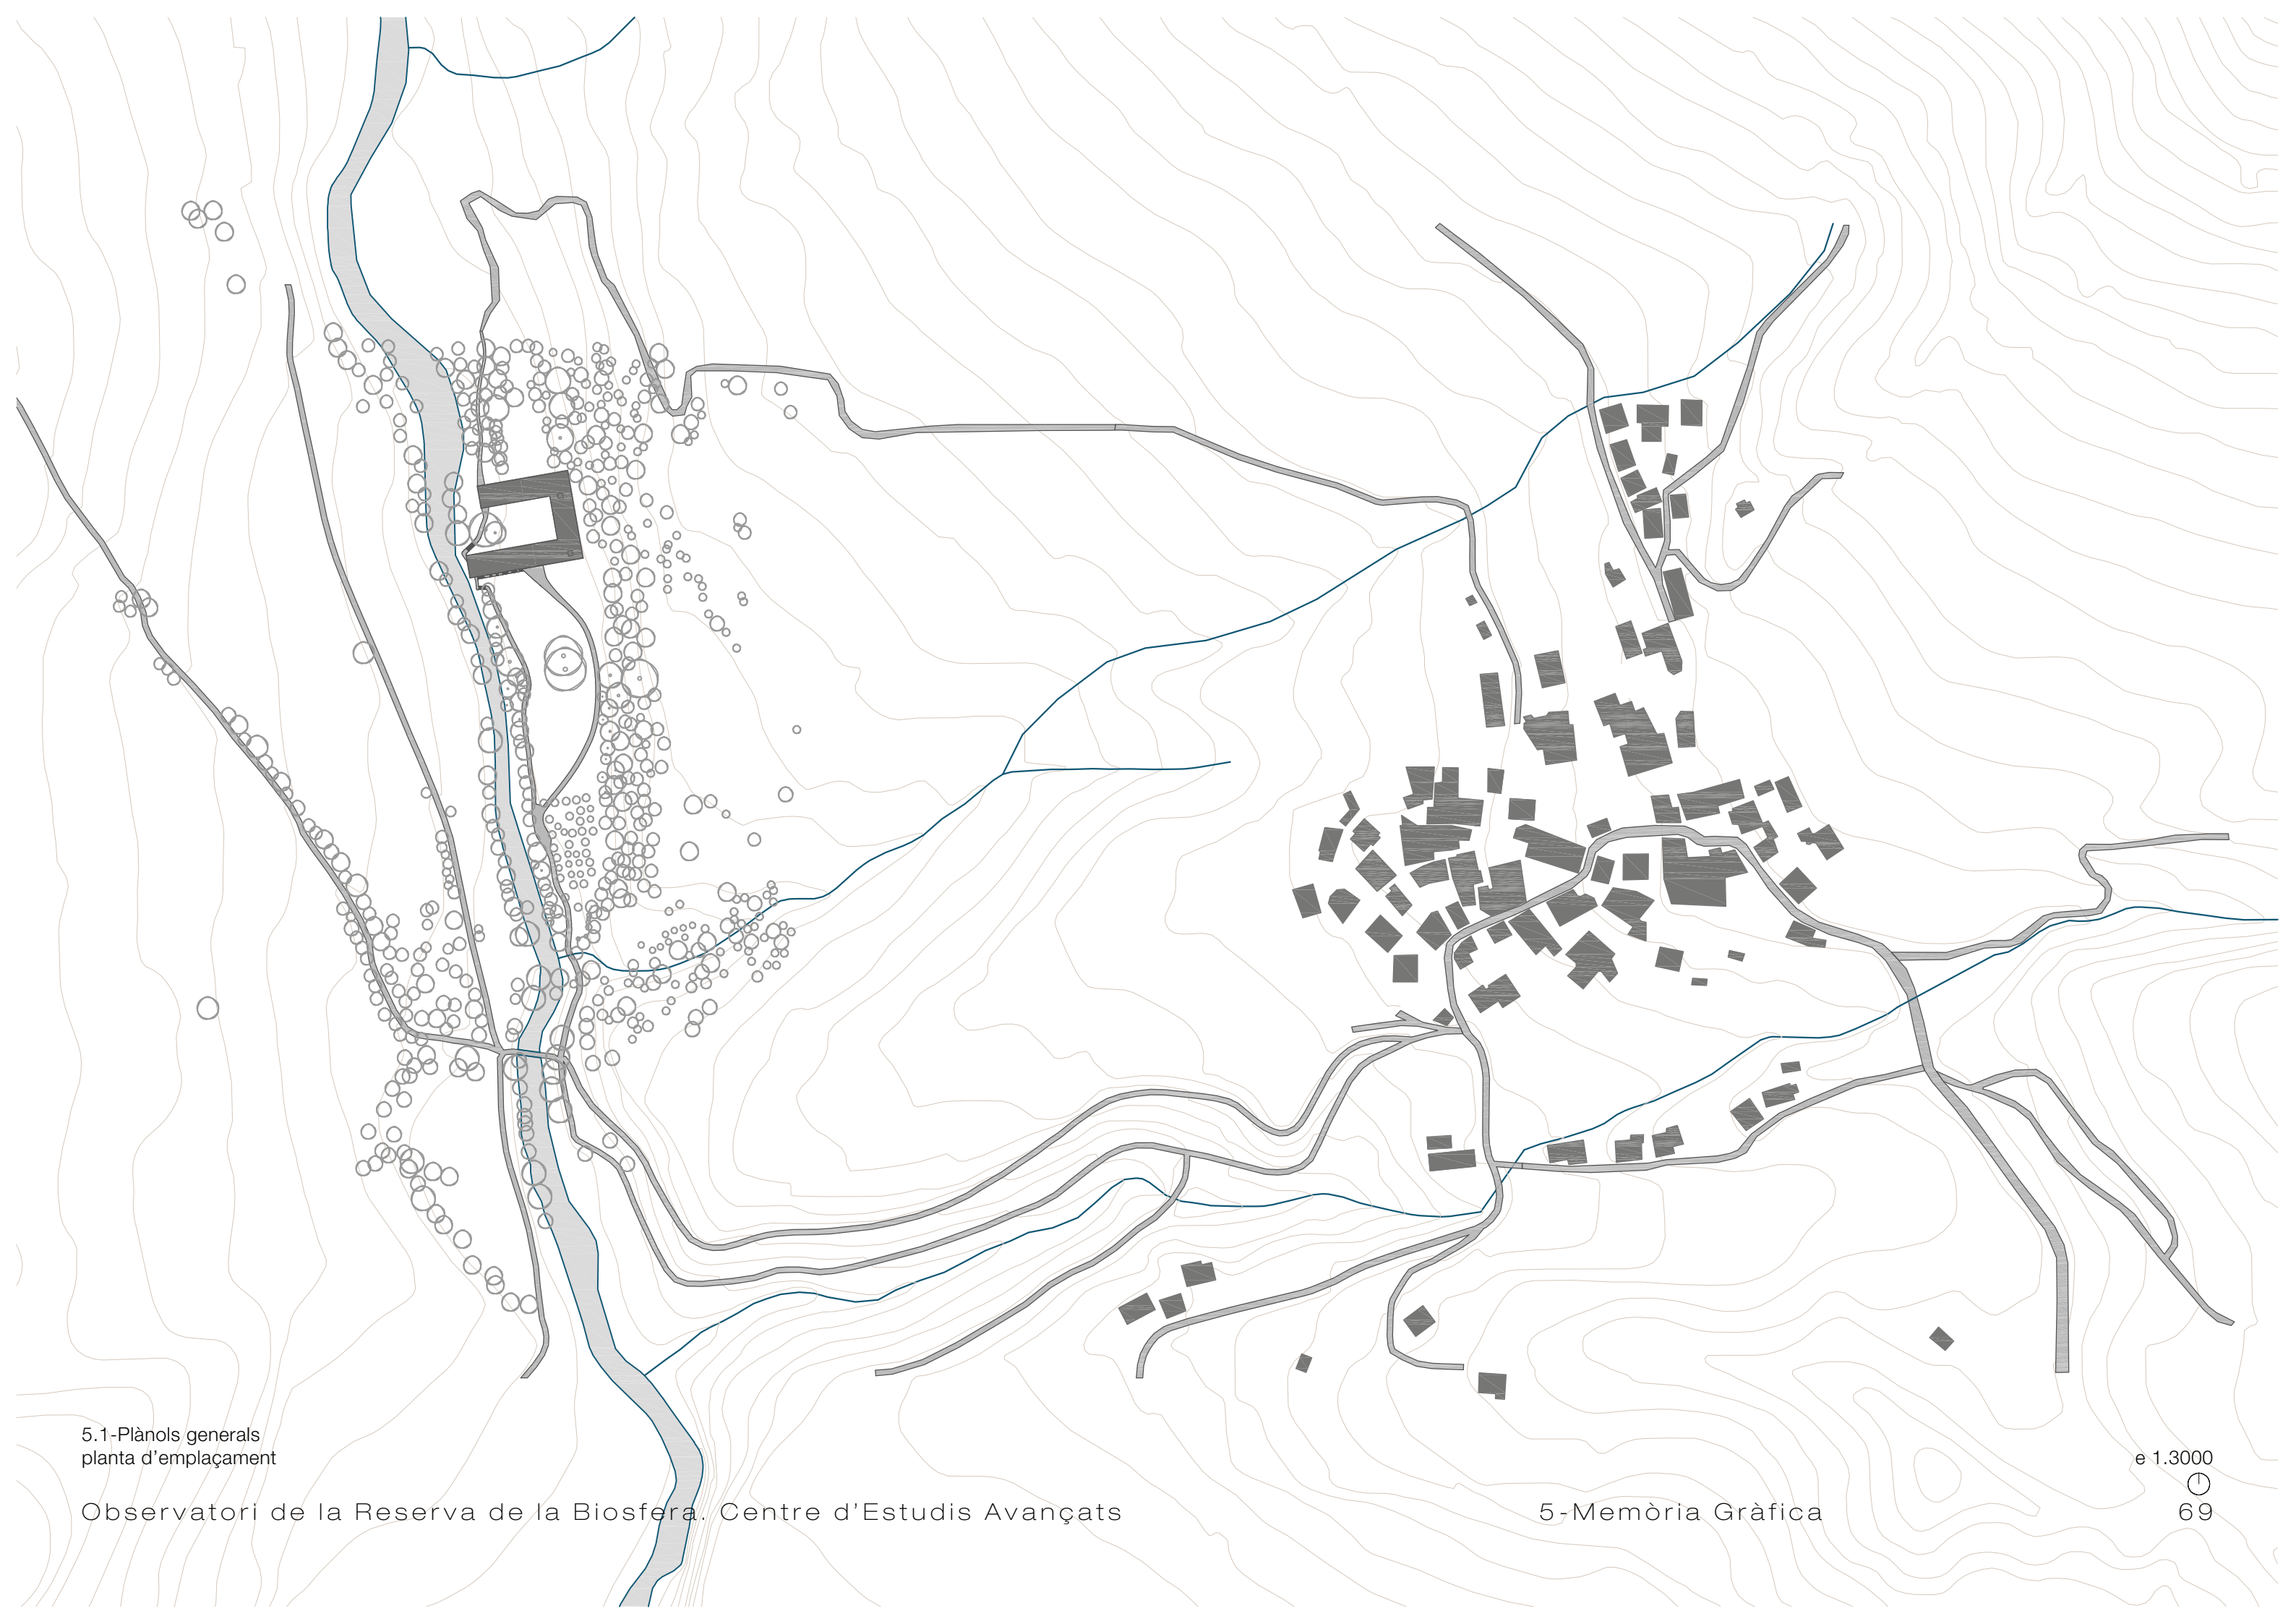 5.1-Plànols generals
planta d'emplaçament
e 1.3000
Observatori de la Reserva de la Biosfera. Centre d'Estudis Avançats
5-Memòria Gràfica
69